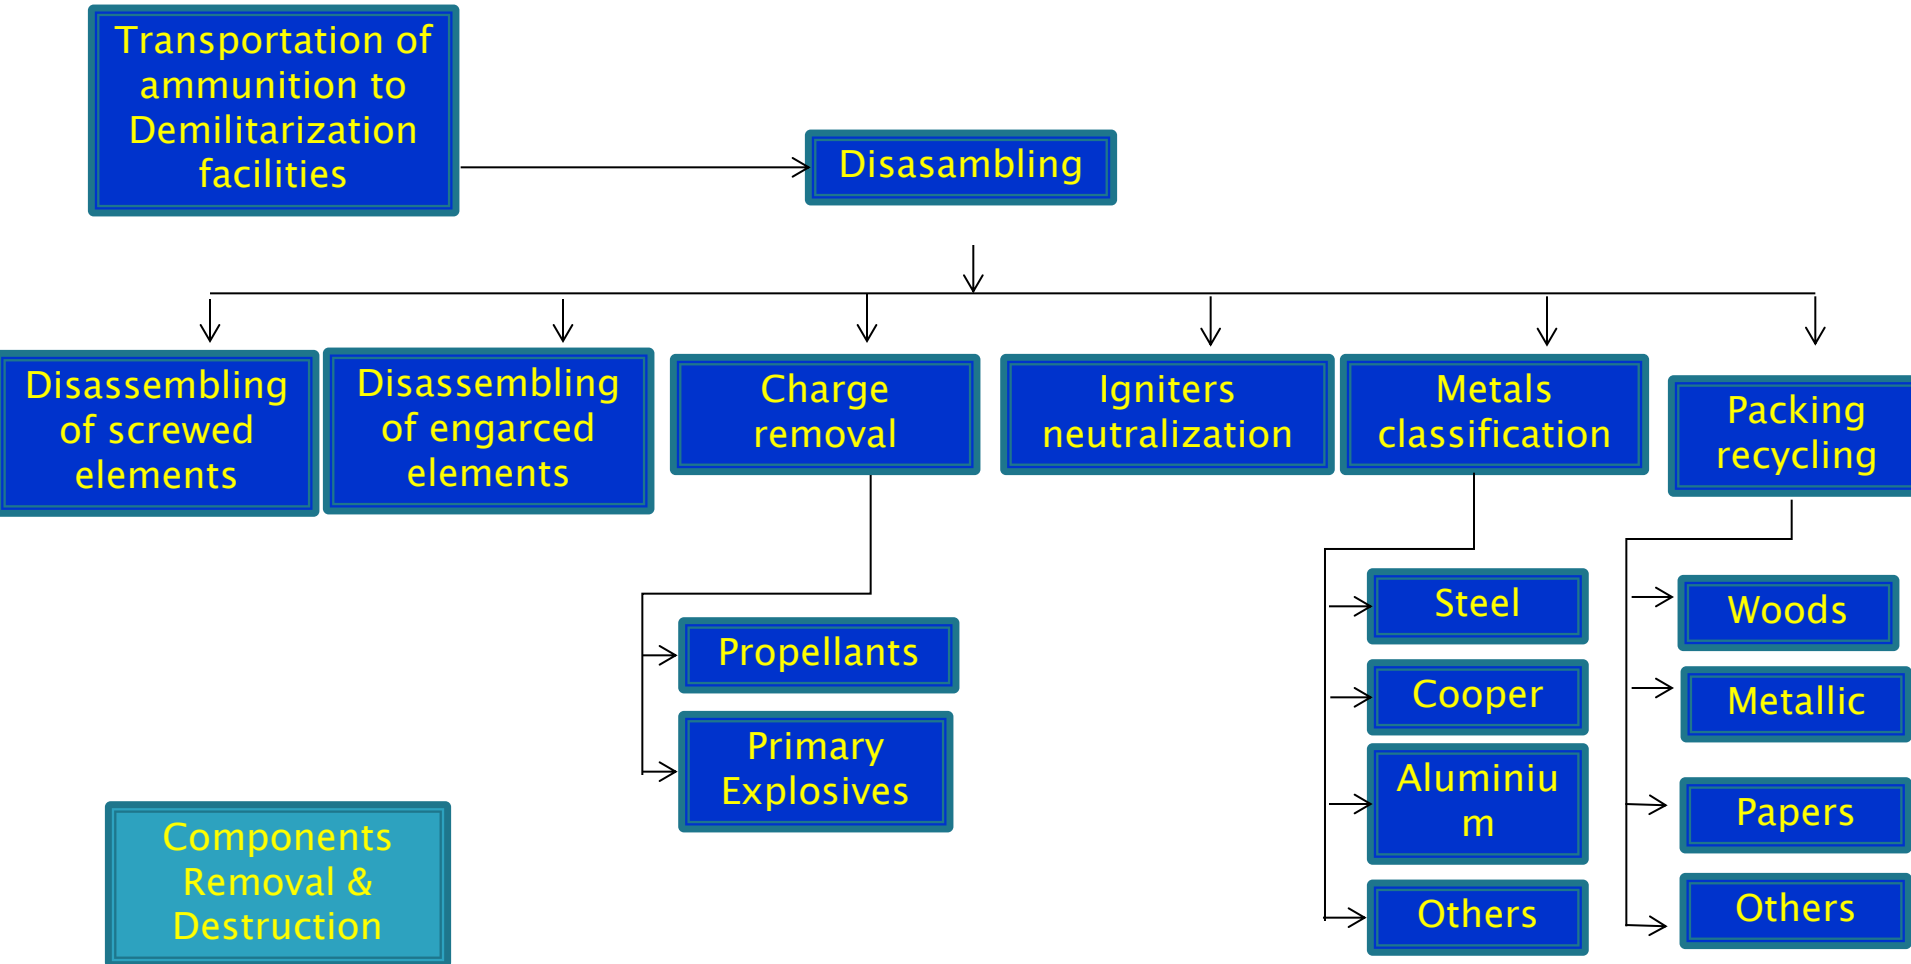 Transportation of
ammunition to
Demilitarization
facilities
Disasambling
Disassembling
of screwed
elements
Disassembling
of engarced
elements
Charge
removal
Igniters
neutralization
Metals
classification
Packing
recycling
Propellants
Primary
Explosives
Steel
Cooper
Aluminiu
m
Others
Woods
Metallic
Papers
Others
Components
Removal &
Destruction